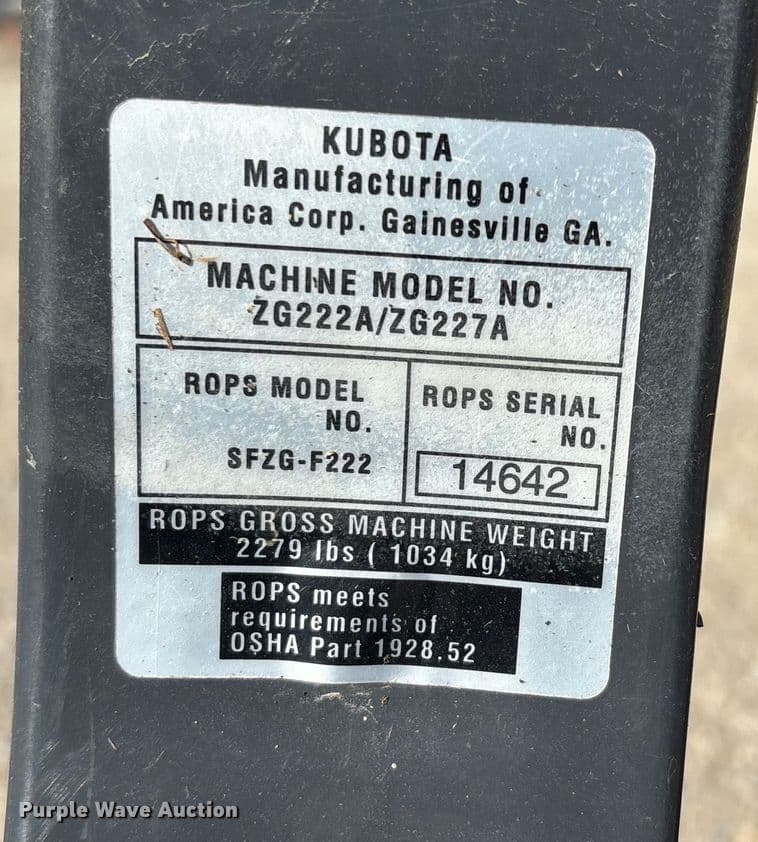 KUBOTA
Manufacturing of
America Corp. Gainesville GA.
MACHINE MODEL NO.
ZG222A/ZG227A
ROPS MODEL
NO.
SFZG-F222
ROPS SERIAL
NO.
14642
ROPS GROSS MACHINE WEIGHT
2279 lbs ( 1034 kg)
ROPS meets
requirements of
OSHA Part 1928.52
Purple Wave Auction